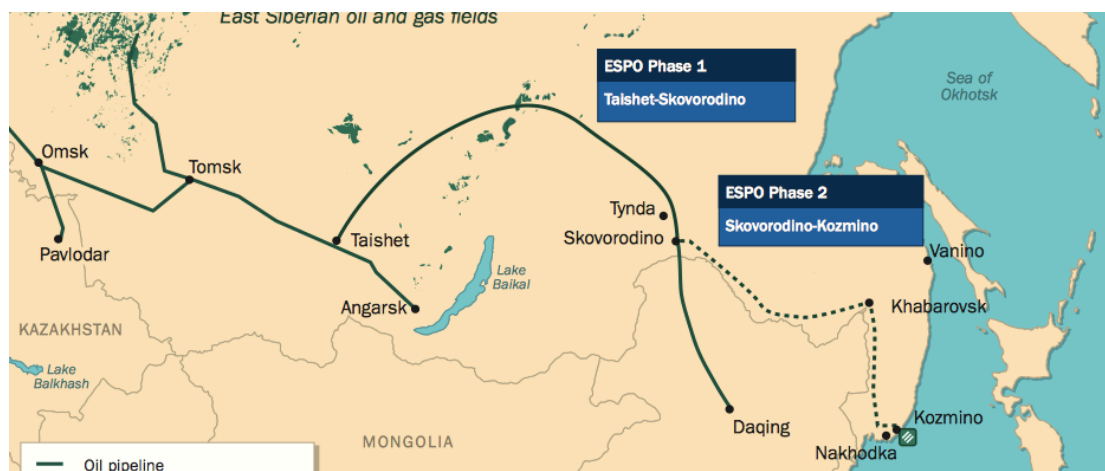 East Siberian oil and gas fields
ESPO Phase 1
Taishet-Skovorodino
Sea of
Okhotsk
Omsk
Tomsk
ESPO Phase 2
Skovorodino-Kozmino
Tynda
Skovorodino
Pavlodar
Taishet
Vanino
Lake
Baikal
Angarsk
Khabarovsk
KAZAKHSTAN
Lake
Balkhash
Daqing
Kozmino
MONGOLIA
Nakhodka
Oil pipeline